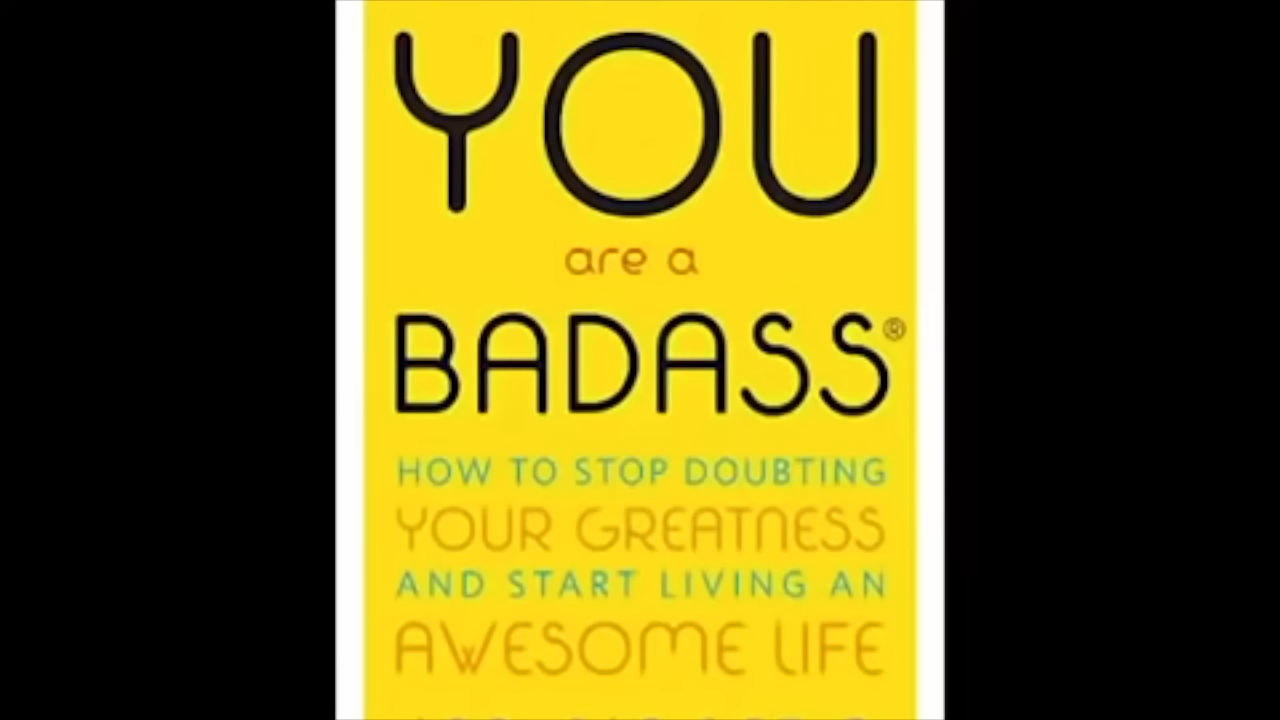 YOU
are a
BADASS®
HOW TO STOP DOUBTING
YOUR GREATNESS
AND START LIVING AN
AWESOME LIFE